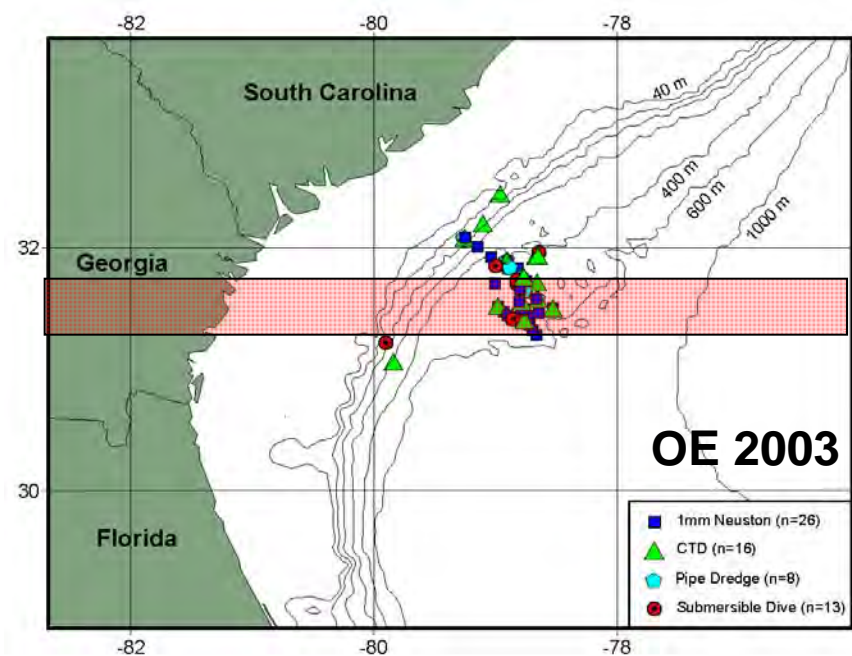 -82 -80 -78
South Carolina
40 m
400 m
600 m
1000 m
32
Georgia
OE 2003
30
1mm Neuston (n=26)
CTD (n=16)
Pipe Dredge (n=8)
Submersible Dive (n=13)
Florida
-82 -80 -78